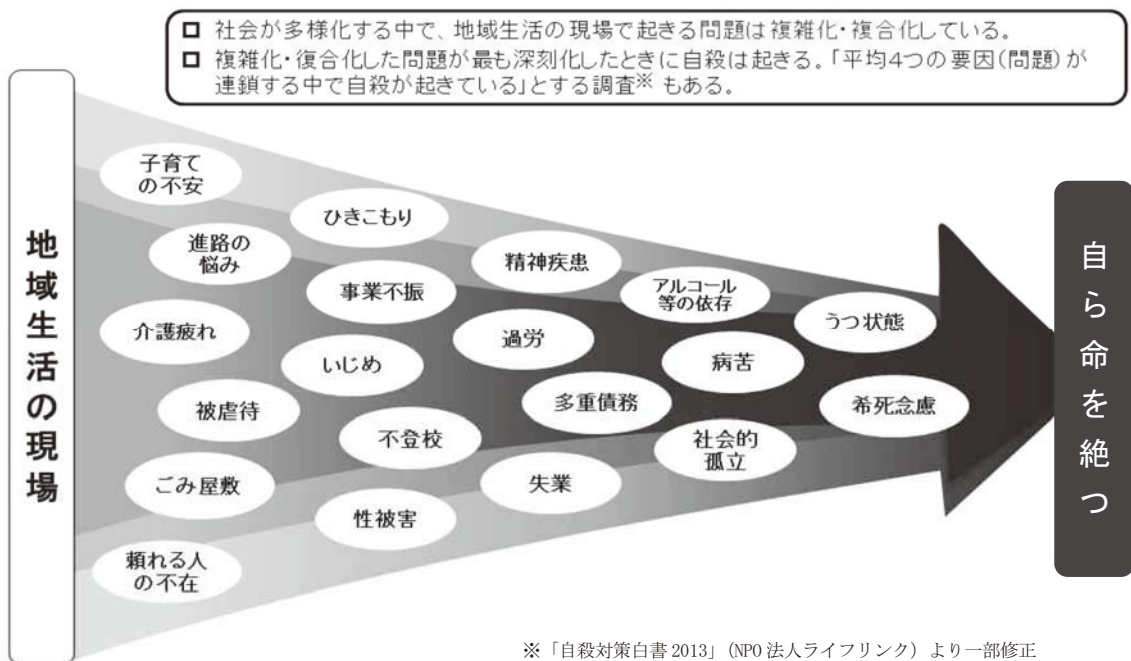 □ 社会が多様化する中で、地域生活の現場で起きる問題は複雑化・複合化している。
□ 複雑化・復合化した問題が最も深刻化したときに自殺は起きる。「平均4つの要因(問題)が
連鎖する中で自殺が起きている」とする調査※ もある。
地域生活の現場
子育て
の不安
進路の
悩み
介護疲れ
被虐待
ごみ屋敷
頼れる人
の不在
ひきこもり
事業不振
いじめ
不登校
性被害
精神疾患
過労
多重債務
失業
アルコール
等の依存
病苦
社会的
孤立
うつ状態
希死念慮
自ら命を絶つ
※「自殺対策白書 2013」(NPO 法人ライフリンク) より一部修正